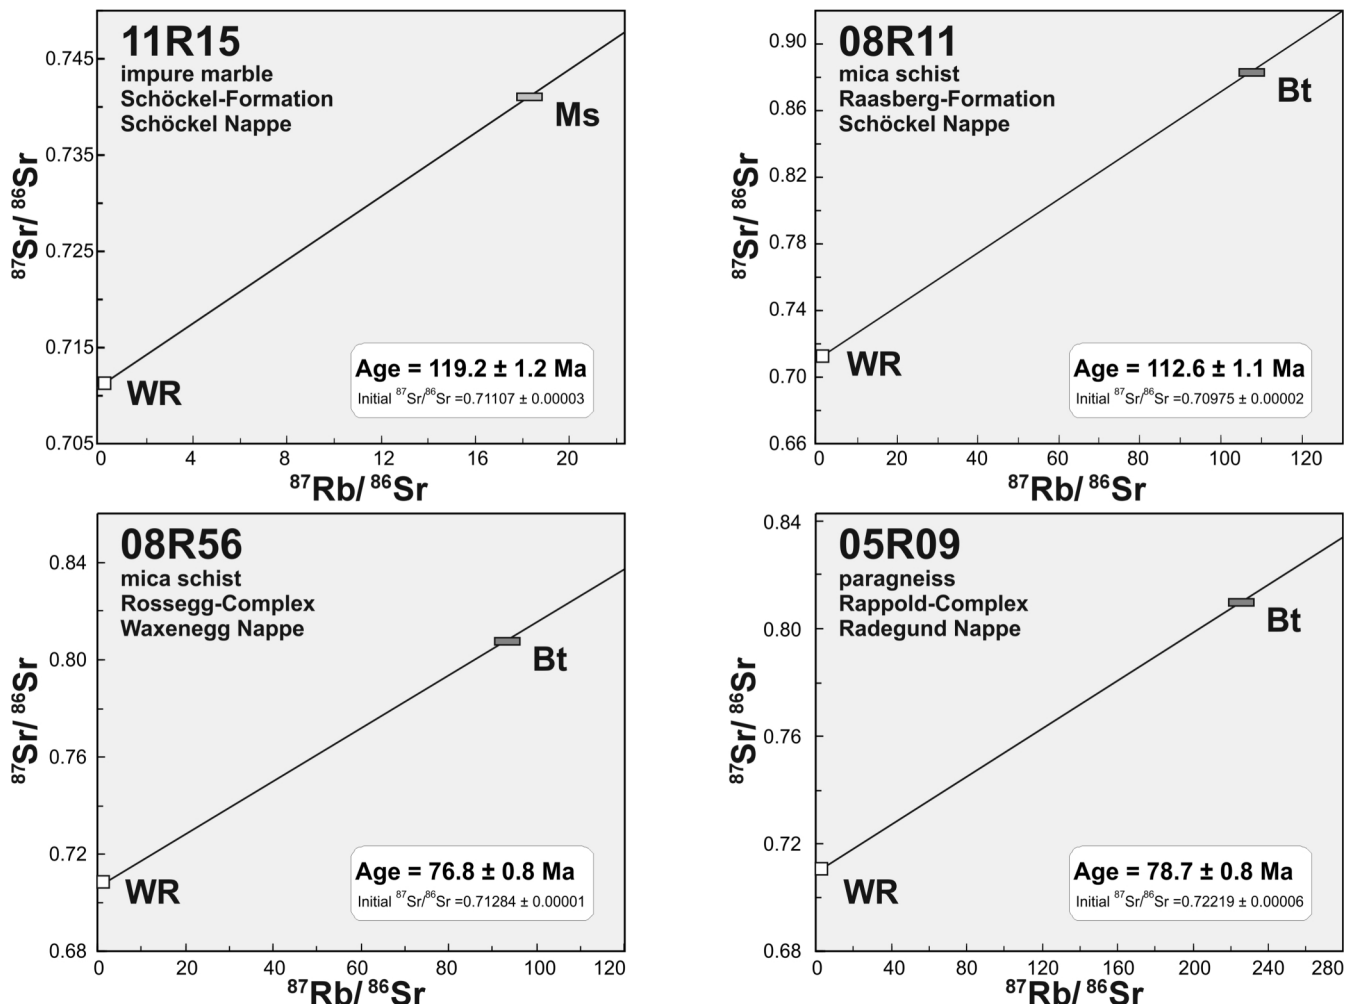 11R15
impure marble
Schöckel-Formation
Schöckel Nappe
0.745
0.735
0.725
0.715
0.705
⁸⁷Sr/ ⁸⁶Sr
Ms
WR
Age = 119.2 ± 1.2 Ma
Initial ⁸⁷Sr/⁸⁶Sr =0.71107 ± 0.00003
0 4 8 12 16 20
⁸⁷Rb/ ⁸⁶Sr
08R11
mica schist
Raasberg-Formation
Schöckel Nappe
0.90
0.86
0.82
0.78
0.74
0.70
0.66
⁸⁷Sr/ ⁸⁶Sr
Bt
WR
Age = 112.6 ± 1.1 Ma
Initial ⁸⁷Sr/⁸⁶Sr =0.70975 ± 0.00002
0 20 40 60 80 100 120
⁸⁷Rb/ ⁸⁶Sr
08R56
mica schist
Rossegg-Complex
Waxenegg Nappe
0.84
0.80
0.76
0.72
0.68
⁸⁷Sr/ ⁸⁶Sr
Bt
WR
Age = 76.8 ± 0.8 Ma
Initial ⁸⁷Sr/⁸⁶Sr =0.71284 ± 0.00001
0 20 40 60 80 100 120
⁸⁷Rb/ ⁸⁶Sr
05R09
paragneiss
Rappold-Complex
Radegund Nappe
0.84
0.80
0.76
0.72
0.68
⁸⁷Sr/ ⁸⁶Sr
Bt
WR
Age = 78.7 ± 0.8 Ma
Initial ⁸⁷Sr/⁸⁶Sr =0.72219 ± 0.00006
0 40 80 120 160 200 240 280
⁸⁷Rb/ ⁸⁶Sr